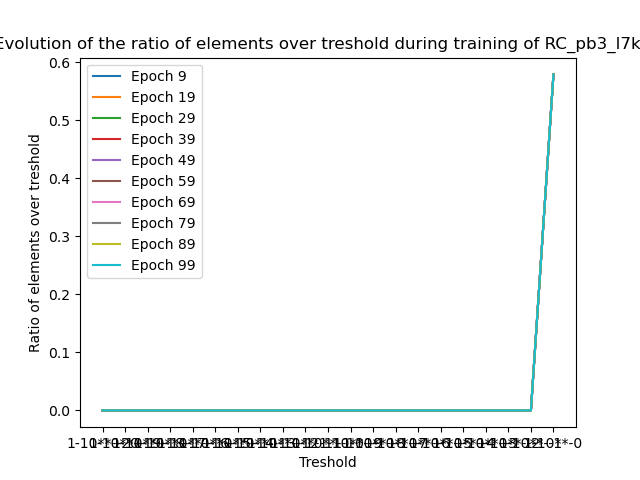 Evolution of the ratio of elements over treshold during training of RC_pb3_l7k
0.6
Epoch 9
Epoch 19
Epoch 29
Epoch 39
Epoch 49
Epoch 59
Epoch 69
Epoch 79
Epoch 89
Epoch 99
0.5
0.4
0.3
0.2
0.1
0.0
Ratio of elements over treshold
Treshold